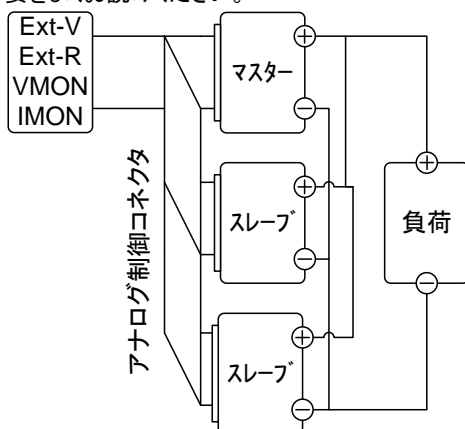 Ext-V
Ext-R
VMON
IMON
アナログ制御コネクタ
マスター
+
−
スレーブ
+
−
スレーブ
+
−
+
負荷
−